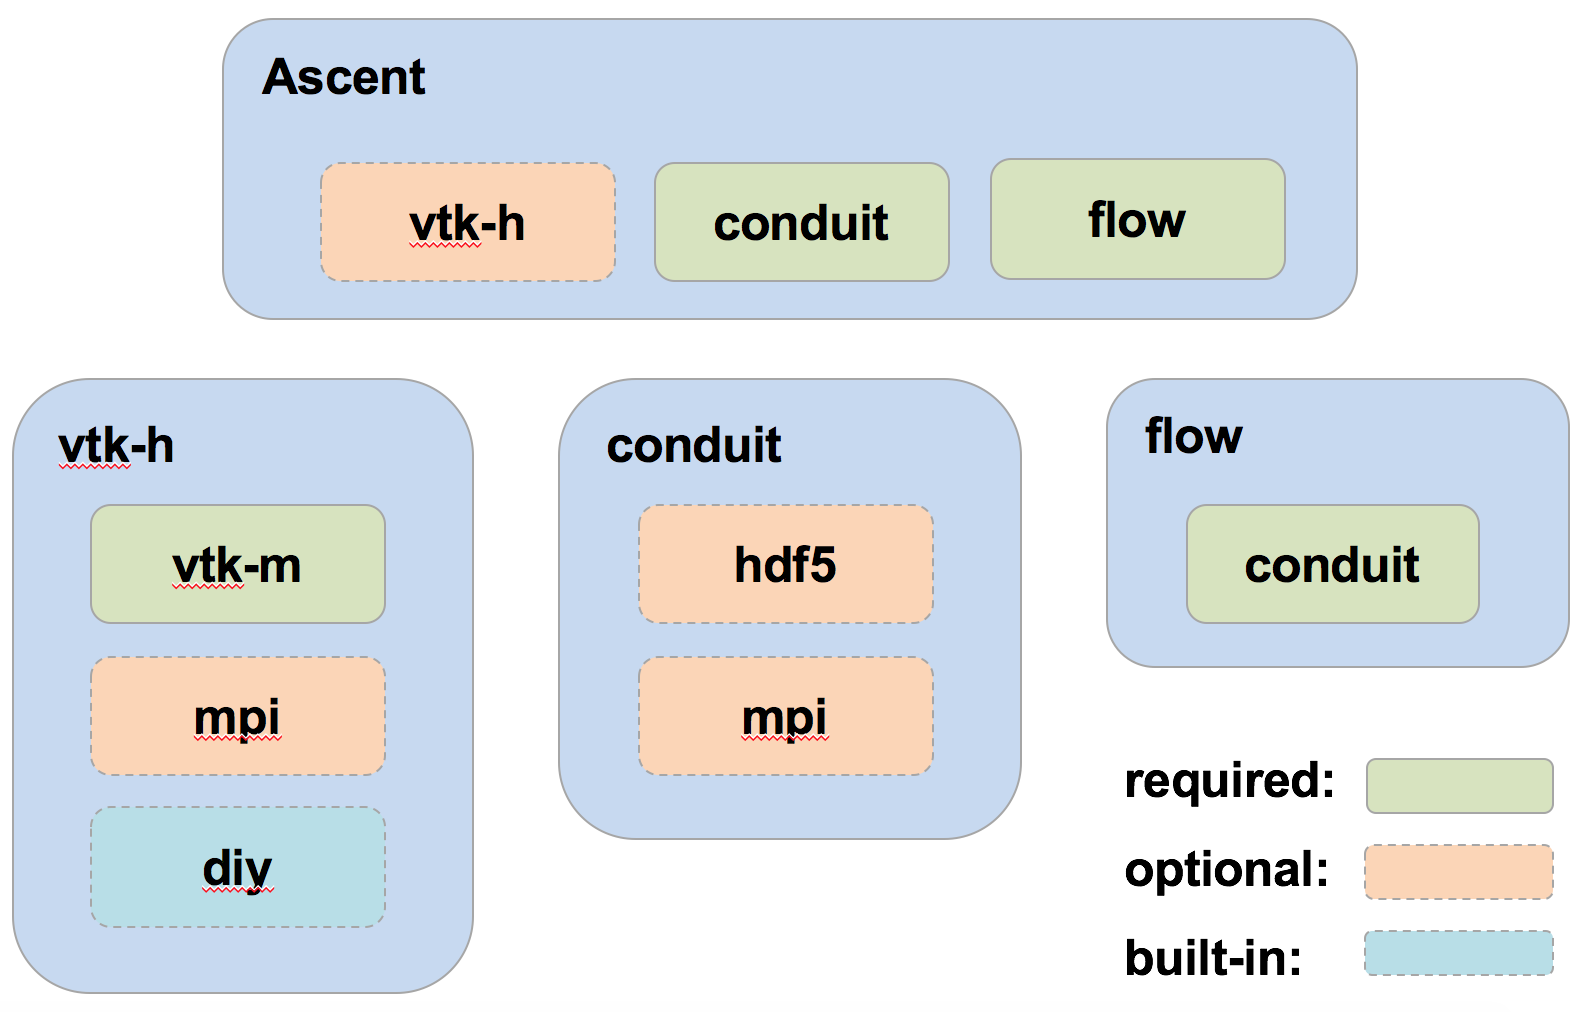 Ascent
vtk-h
conduit
flow
vtk-h
vtk-m
mpi
diy
conduit
hdf5
mpi
flow
conduit
required:
optional:
built-in: